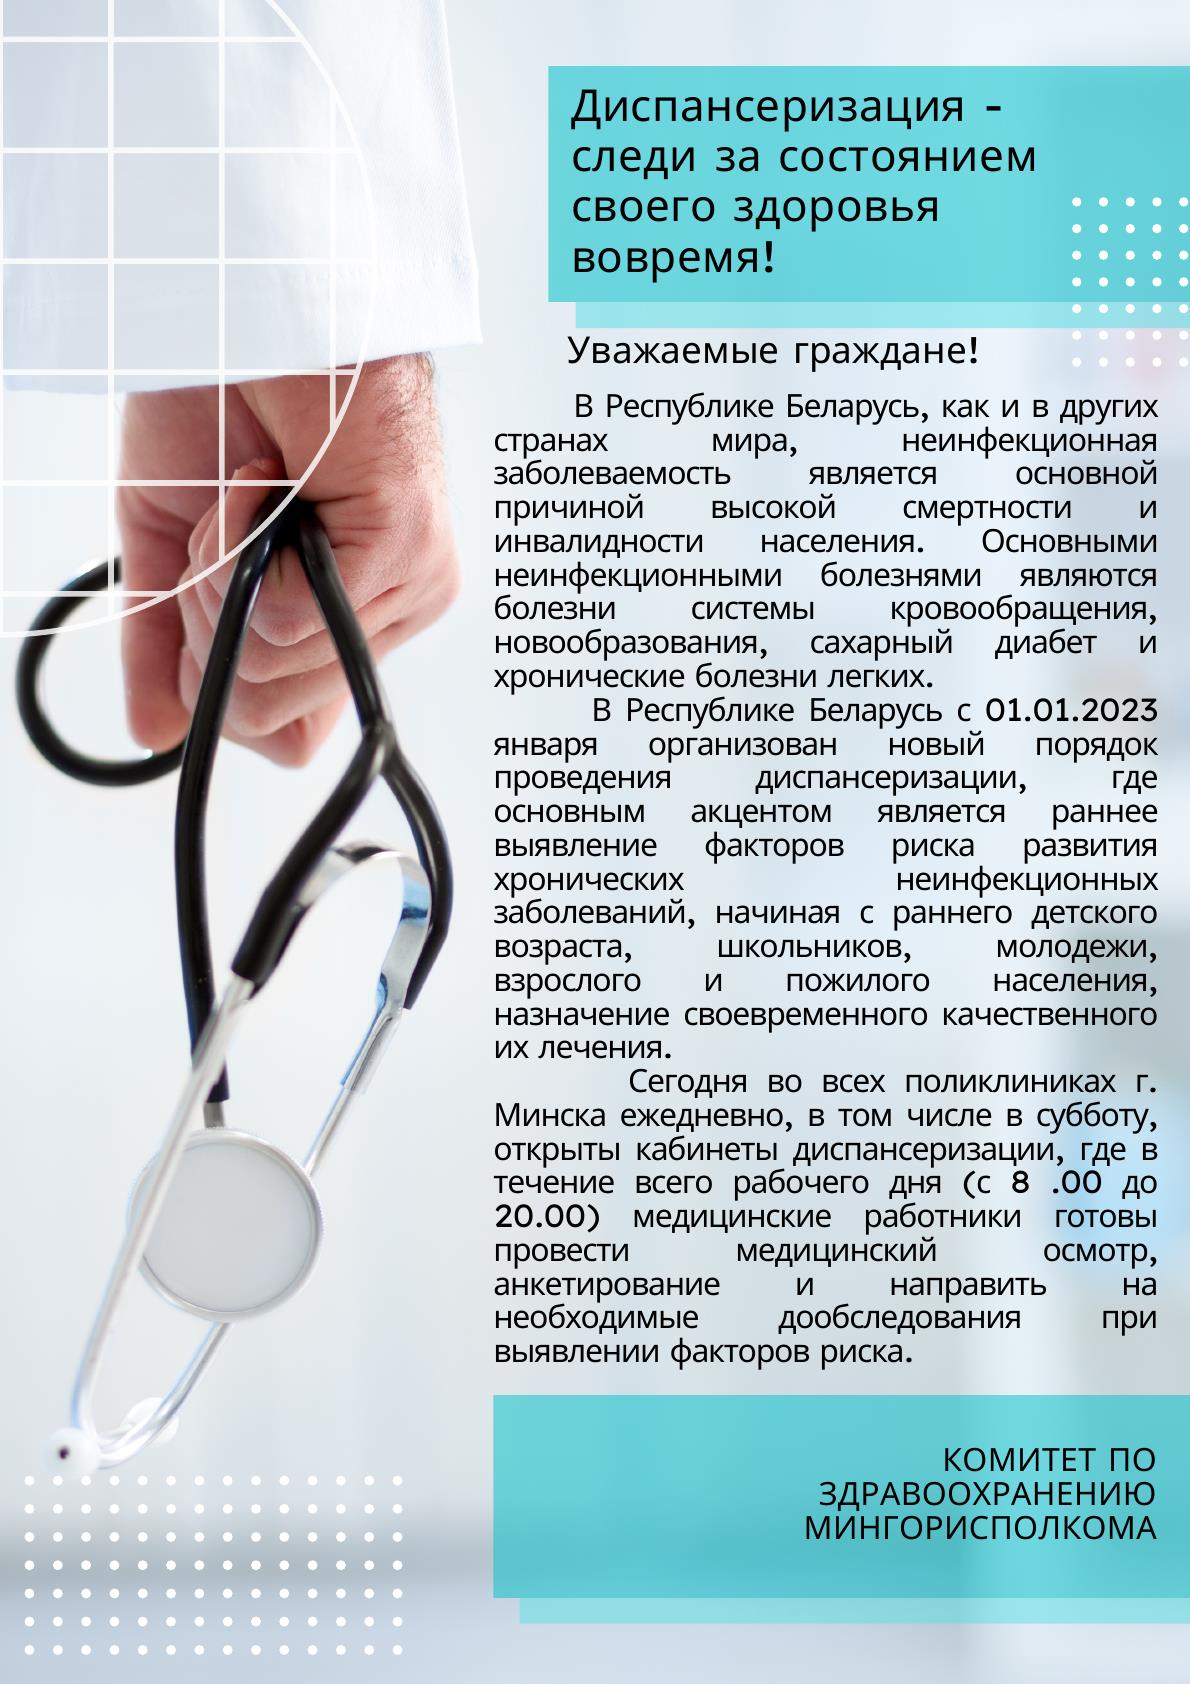 Диспансеризация -
следи за состоянием
своего здоровья
вовремя!
Уважаемые граждане!
В Республике Беларусь, как и в других
странах мира, неинфекционная
заболеваемость является основной
причиной высокой смертности и
инвалидности населения. Основными
неинфекционными болезнями являются
болезни системы кровообращения,
новообразования, сахарный диабет и
хронические болезни легких.
В Республике Беларусь с 01.01.2023
января организован новый порядок
проведения диспансеризации, где
основным акцентом является раннее
выявление факторов риска развития
хронических неинфекционных
заболеваний, начиная с раннего детского
возраста, школьников, молодежи,
взрослого и пожилого населения,
назначение своевременного качественного
их лечения.
Сегодня во всех поликлиниках г.
Минска ежедневно, в том числе в субботу,
открыты кабинеты диспансеризации, где в
течение всего рабочего дня (с 8 .00 до
20.00) медицинские работники готовы
провести медицинский осмотр,
анкетирование и направить на
необходимые дообследования при
выявлении факторов риска.
КОМИТЕТ ПО
ЗДРАВООХРАНЕНИЮ
МИНГОРИСПОЛКОМА